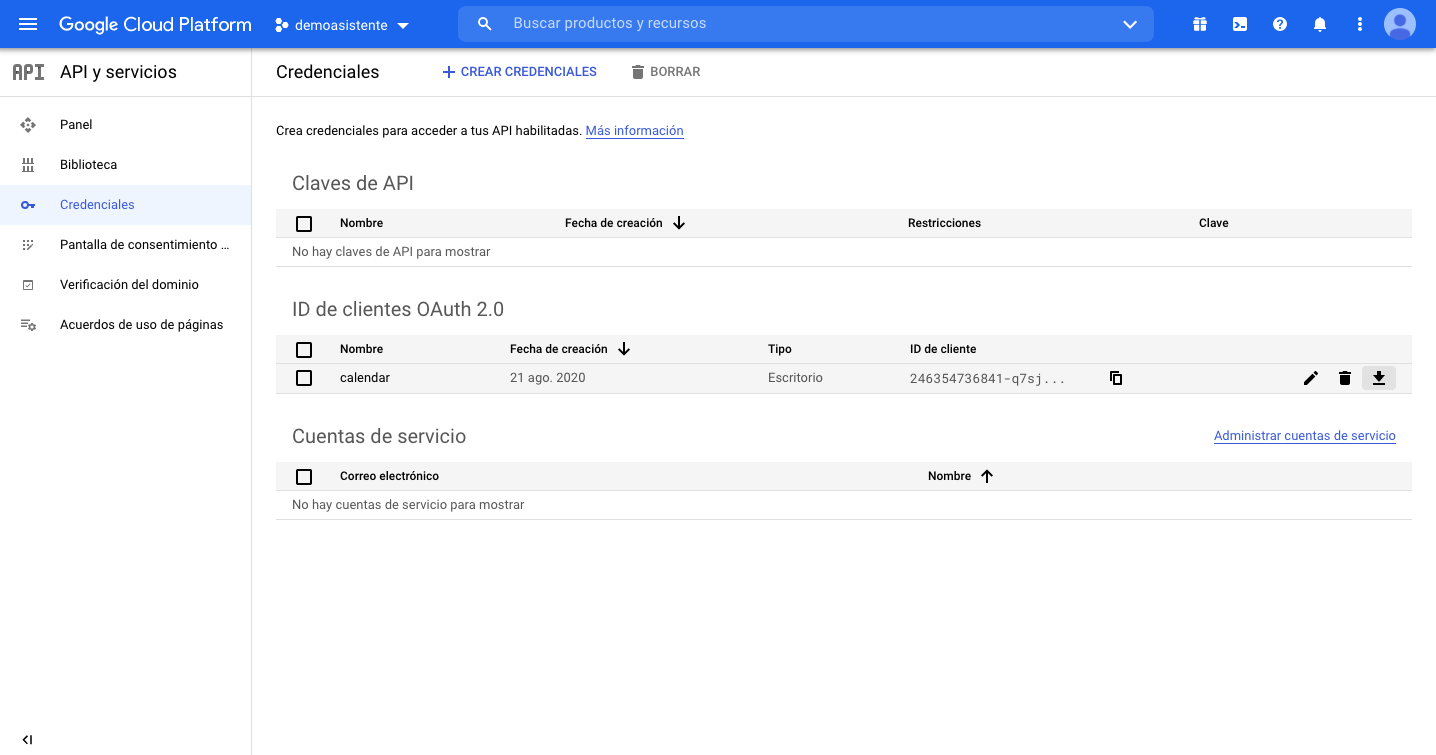 Google Cloud Platform
demoasistente
Buscar productos y recursos
API
API y servicios
Credenciales
CREAR CREDENCIALES
BORRAR
Panel
Biblioteca
Credenciales
Pantalla de consentimiento ...
Verificación del dominio
Acuerdos de uso de páginas
Crea credenciales para acceder a tus API habilitadas. Más información
Claves de API
Nombre Fecha de creación Restricciones Clave
No hay claves de API para mostrar
ID de clientes OAuth 2.0
Nombre Fecha de creación Tipo ID de cliente
calendar 21 ago. 2020 Escritorio 246354736841-q7sj...
Cuentas de servicio
Administrar cuentas de servicio
Correo electrónico Nombre
No hay cuentas de servicio para mostrar